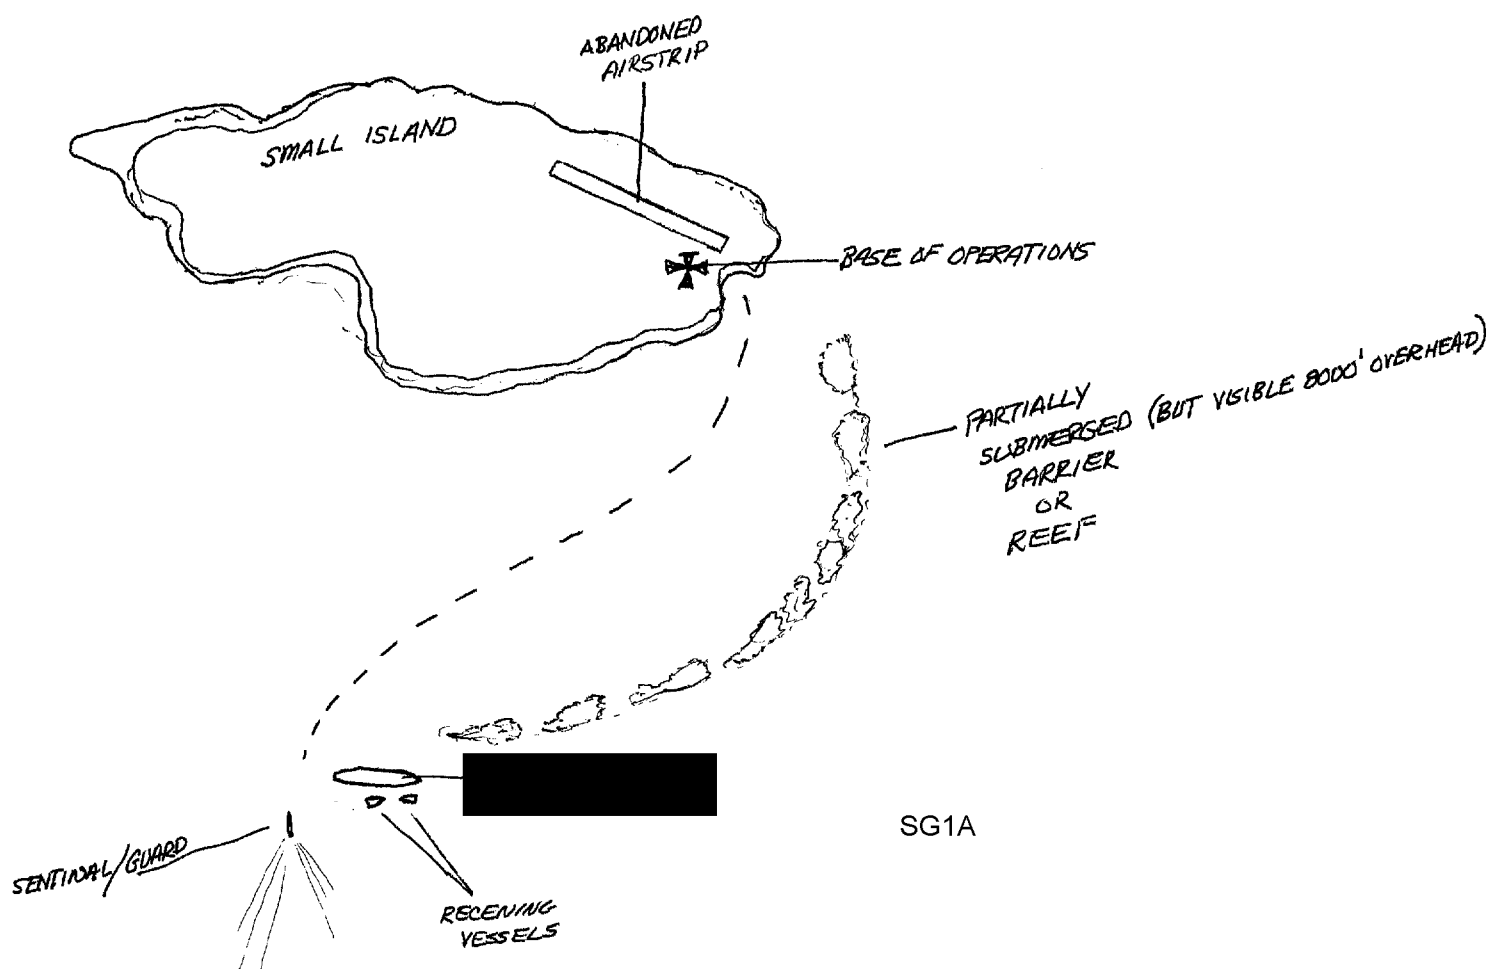 ABANDONED
AIRSTRIP
SMALL ISLAND
BASE OF OPERATIONS
PARTIALLY
SUBMERGED (BUT VISIBLE 8000' OVERHEAD)
BARRIER
OR
REEF
SG1A
SENTINAL/GUARD
RECEIVING
VESSELS